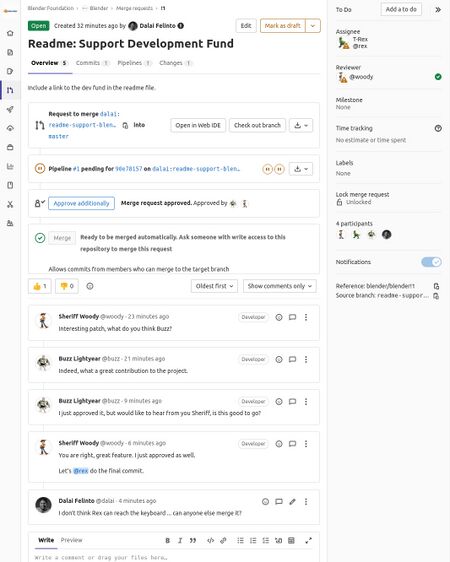 Blender Foundation › ··· › Blender › Merge requests › !1
Open Created 32 minutes ago by Dalai Felinto
Edit
Mark as draft
Readme: Support Development Fund
Overview 5
Commits 1
Pipelines 1
Changes 1
Include a link to the dev fund in the readme file.
Request to merge dalai:
readme-support-blen… into
master
Open in Web IDE
Check out branch
Pipeline #1 pending for 90e78157 on dalai:readme-support-blen…
Approve additionally
Merge request approved. Approved by
Merge
Ready to be merged automatically. Ask someone with write access to this
repository to merge this request
Allows commits from members who can merge to the target branch
👍 1
👎 0
Oldest first
Show comments only
Sheriff Woody @woody · 23 minutes ago
Developer
Interesting patch, what do you think Buzz?
Buzz Lightyear @buzz · 21 minutes ago
Developer
Indeed, what a great contribution to the project.
Buzz Lightyear @buzz · 9 minutes ago
Developer
I just approved it, but would like to hear from you Sheriff, is this good to go?
Sheriff Woody @woody · 6 minutes ago
Developer
You are right, great feature. I just approved as well.
Let's @rex do the final commit.
Dalai Felinto @dalai · 4 minutes ago
I don't think Rex can reach the keyboard ... can anyone else merge it?
Write
Preview
Write a comment or drag your files here…
To Do
Add a to do
Assignee
T-Rex
@rex
Reviewer
@woody
Milestone
None
Time tracking
No estimate or time spent
Labels
None
Lock merge request
Unlocked
4 participants
Notifications
Reference: blender/blender!1
Source branch: readme-suppor…